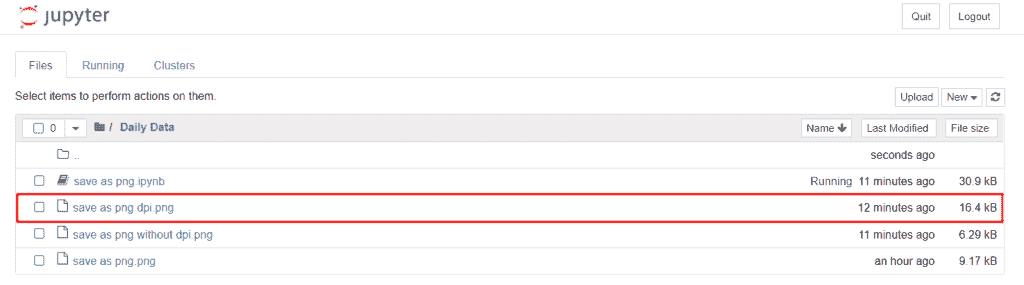 jupyter Quit Logout
Files Running Clusters
Select items to perform actions on them. Upload New
0 / Daily Data Name Last Modified File size
.. seconds ago
save as png.ipynb Running 11 minutes ago 30.9 kB
save as png dpi.png 12 minutes ago 16.4 kB
save as png without dpi.png 11 minutes ago 6.29 kB
save as png.png an hour ago 9.17 kB